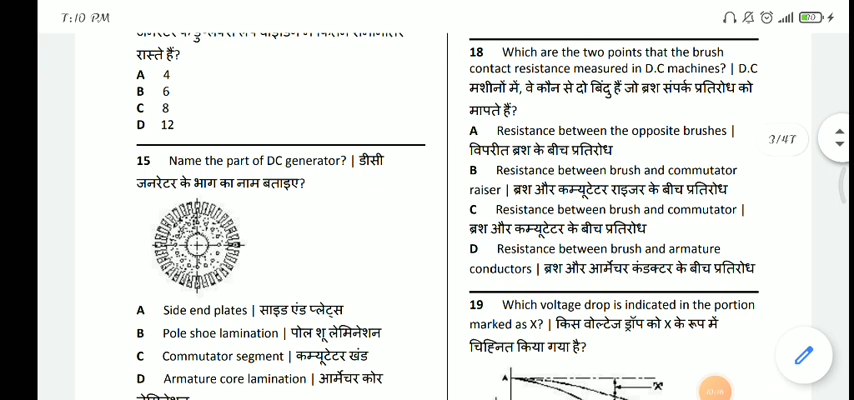 7:10 PM
70
रास्ते हैं?
A 4
B 6
C 8
D 12
15 Name the part of DC generator? | डीसी
जनरेटर के भाग का नाम बताइए?
A Side end plates | साइड एंड प्लेट्स
B Pole shoe lamination | पोल शू लेमिनेशन
C Commutator segment | कम्यूटेटर खंड
D Armature core lamination | आर्मेचर कोर
18 Which are the two points that the brush
contact resistance measured in D.C machines? | D.C
मशीनों में, वे कौन से दो बिंदु हैं जो ब्रश संपर्क प्रतिरोध को
मापते हैं?
A Resistance between the opposite brushes |
विपरीत ब्रश के बीच प्रतिरोध
B Resistance between brush and commutator
raiser | ब्रश और कम्यूटेटर राइजर के बीच प्रतिरोध
C Resistance between brush and commutator |
ब्रश और कम्यूटेटर के बीच प्रतिरोध
D Resistance between brush and armature
conductors | ब्रश और आर्मेचर कंडक्टर के बीच प्रतिरोध
19 Which voltage drop is indicated in the portion
marked as X? | किस वोल्टेज ड्रॉप को X के रूप में
चिह्नित किया गया है?
A
'X'
3/47